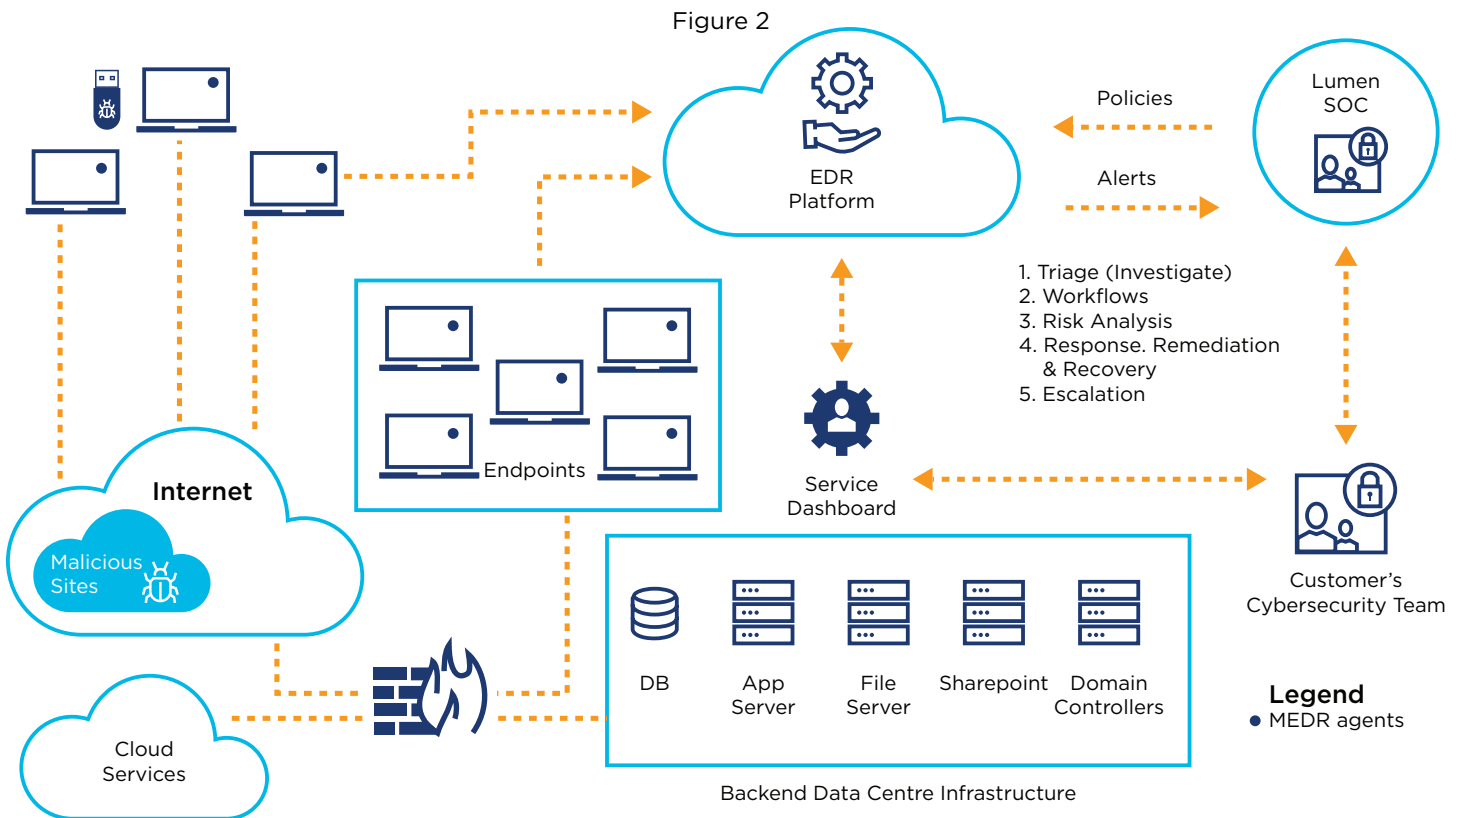 Figure 2
EDR
Platform
Policies
Alerts
Lumen
SOC
1. Triage (Investigate)
2. Workflows
3. Risk Analysis
4. Response. Remediation
& Recovery
5. Escalation
Endpoints
Internet
Malicious
Sites
Service
Dashboard
Customer's
Cybersecurity Team
DB
App
Server
File
Server
Sharepoint
Domain
Controllers
Legend
MEDR agents
Cloud
Services
Backend Data Centre Infrastructure